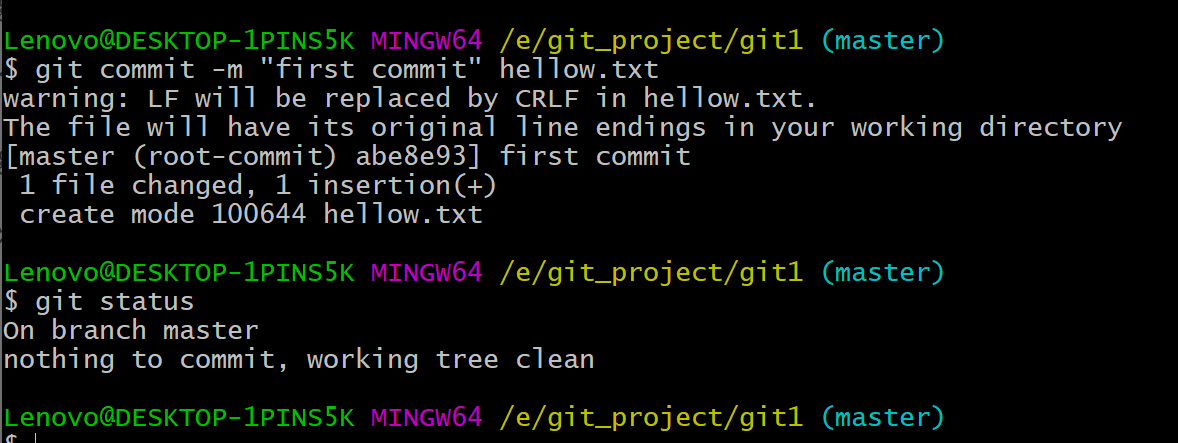 Lenovo@DESKTOP-1PINS5K MINGW64 /e/git_project/git1 (master)
$ git commit -m "first commit" hellow.txt
warning: LF will be replaced by CRLF in hellow.txt.
The file will have its original line endings in your working directory
[master (root-commit) abe8e93] first commit
 1 file changed, 1 insertion(+)
 create mode 100644 hellow.txt
Lenovo@DESKTOP-1PINS5K MINGW64 /e/git_project/git1 (master)
$ git status
On branch master
nothing to commit, working tree clean
Lenovo@DESKTOP-1PINS5K MINGW64 /e/git_project/git1 (master)
$